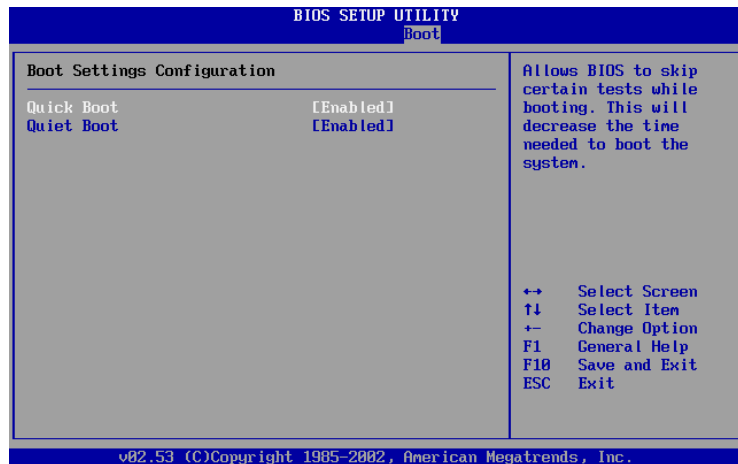 BIOS SETUP UTILITY
Boot
Boot Settings Configuration
Quick Boot [Enabled]
Quiet Boot [Enabled]
Allows BIOS to skip
certain tests while
booting. This will
decrease the time
needed to boot the
system.
←→ Select Screen
↑↓ Select Item
+- Change Option
F1 General Help
F10 Save and Exit
ESC Exit
v02.53 (C)Copyright 1985-2002, American Megatrends, Inc.